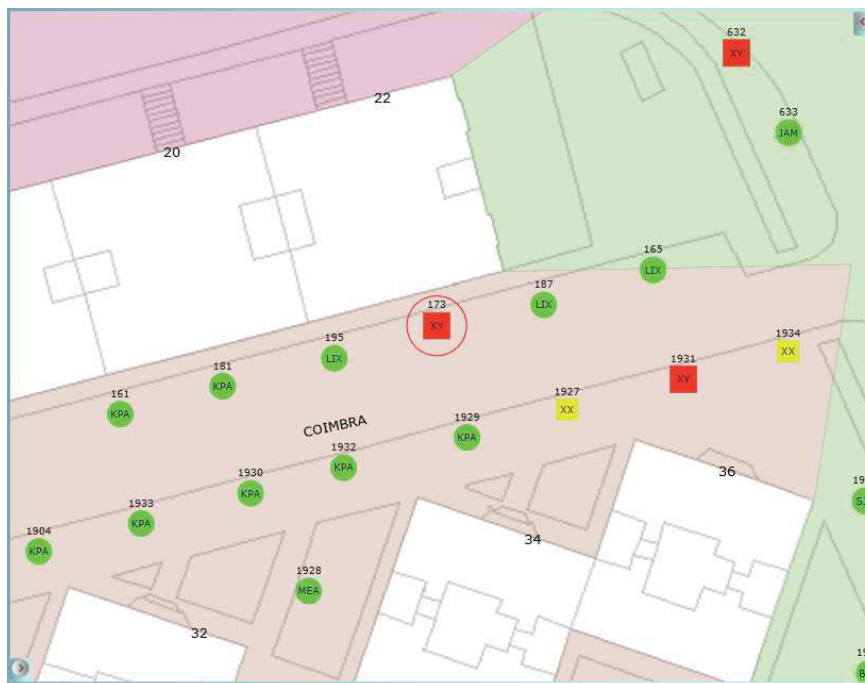 632
XY
633
JAM
22
20
165
LIX
187
LIX
173
XY
195
LIX
181
KPA
161
KPA
1934
XX
1931
XY
1927
XX
1929
KPA
COIMBRA
1932
KPA
1930
KPA
1933
KPA
1904
KPA
36
34
1928
MEA
32